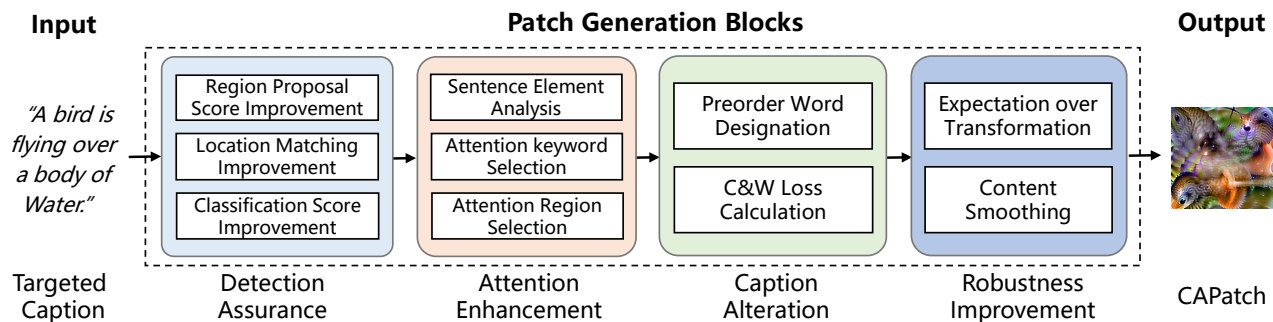 Input
Patch Generation Blocks
Output
“A bird is
flying over
a body of
Water.”
Region Proposal
Score Improvement
Location Matching
Improvement
Classification Score
Improvement
Sentence Element
Analysis
Attention keyword
Selection
Attention Region
Selection
Preorder Word
Designation
C&W Loss
Calculation
Expectation over
Transformation
Content
Smoothing
Targeted
Caption
Detection
Assurance
Attention
Enhancement
Caption
Alteration
Robustness
Improvement
CAPatch